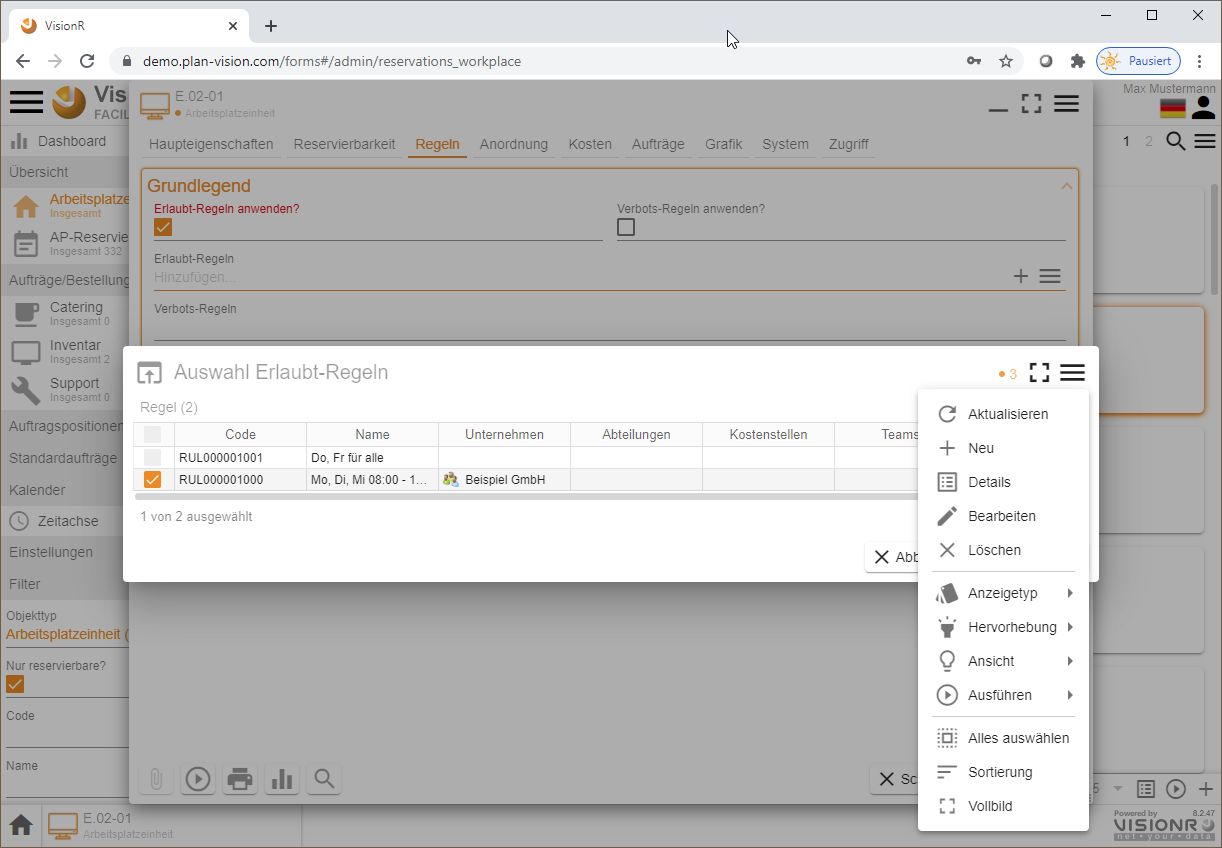 VisionR
demo.plan-vision.com/forms#/admin/reservations_workplace
Pausiert
Vis
FACIL
E.02-01
Arbeitsplatzeinheit
Max Mustermann
Haupteigenschaften Reservierbarkeit Regeln Anordnung Kosten Aufträge Grafik System Zugriff
1 2
Dashboard
Übersicht
Arbeitsplatze
Insgesamt
AP-Reservie
Insgesamt 332
Aufträge/Bestellung
Catering
Insgesamt 0
Inventar
Insgesamt 2
Support
Insgesamt 0
Auftragspositionen
Standardaufträge
Kalender
Zeitachse
Einstellungen
Filter
Objekttyp
Arbeitsplatzeinheit (
Nur reservierbare?
Code
Name
Grundlegend
Erlaubt-Regeln anwenden?
Verbots-Regeln anwenden?
Erlaubt-Regeln
Hinzufügen...
Verbots-Regeln
Auswahl Erlaubt-Regeln
3
Regel (2)
Code Name Unternehmen Abteilungen Kostenstellen Teams
RUL000001001 Do, Fr für alle
RUL000001000 Mo, Di, Mi 08:00 - 1... Beispiel GmbH
1 von 2 ausgewählt
Abb
Aktualisieren
Neu
Details
Bearbeiten
Löschen
Anzeigetyp
Hervorhebung
Ansicht
Ausführen
Alles auswählen
Sortierung
Vollbild
Sc
5
E.02-01
Arbeitsplatzeinheit
Powered by 8.2.47
VISIONR
net • your • data